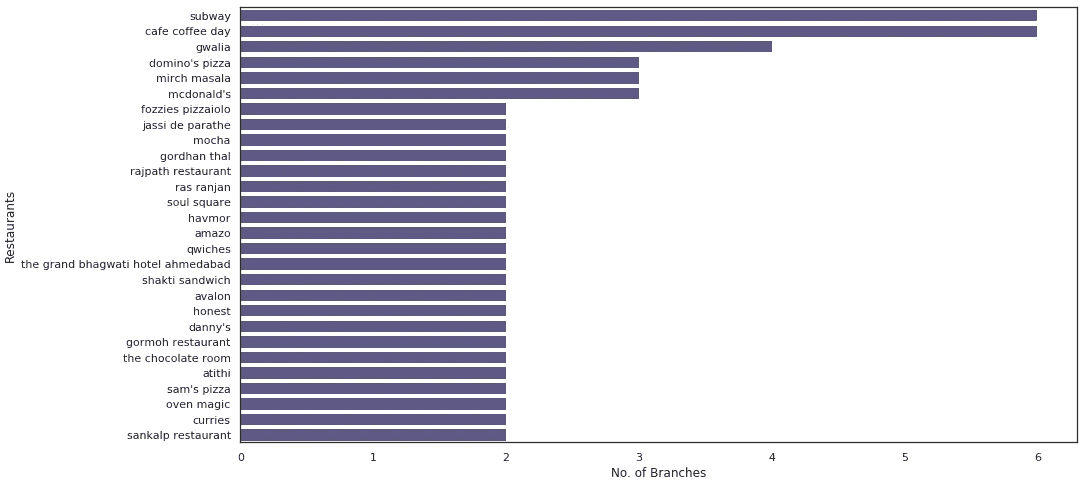 subway
cafe coffee day
gwalia
domino's pizza
mirch masala
mcdonald's
fozzies pizzaiolo
jassi de parathe
mocha
gordhan thal
rajpath restaurant
ras ranjan
soul square
havmor
amazo
qwiches
the grand bhagwati hotel ahmedabad
shakti sandwich
avalon
honest
danny's
gormoh restaurant
the chocolate room
atithi
sam's pizza
oven magic
curries
sankalp restaurant
Restaurants
0 1 2 3 4 5 6
No. of Branches